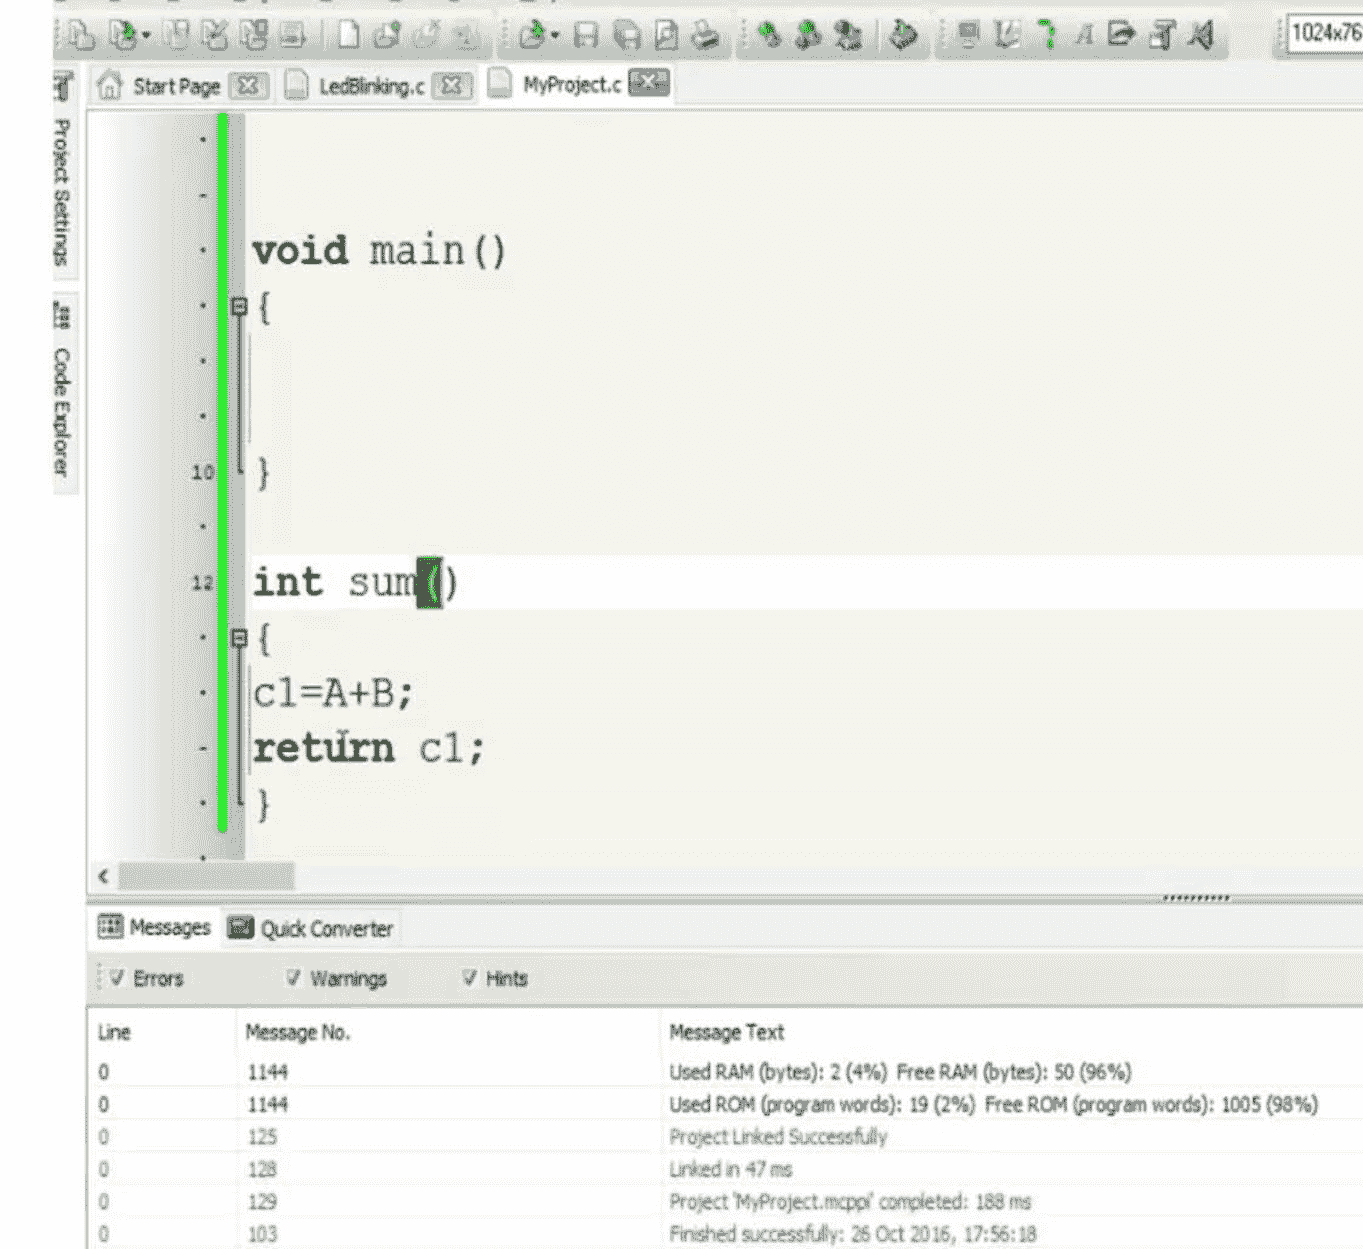 1024x76
Start Page LedBlinking.c MyProject.c
Project Settings
Code Explorer
void main()
{
10 }
12 int sum()
{
c1=A+B;
return c1;
}
Messages Quick Converter
Errors Warnings Hints
Line Message No. Message Text
0 1144 Used RAM (bytes): 2 (4%) Free RAM (bytes): 50 (96%)
0 1144 Used ROM (program words): 19 (2%) Free ROM (program words): 1005 (98%)
0 125 Project Linked Successfully
0 128 Linked in 47 ms
0 129 Project 'MyProject.mcppi' completed: 188 ms
0 103 Finished successfully: 26 Oct 2016, 17:56:18